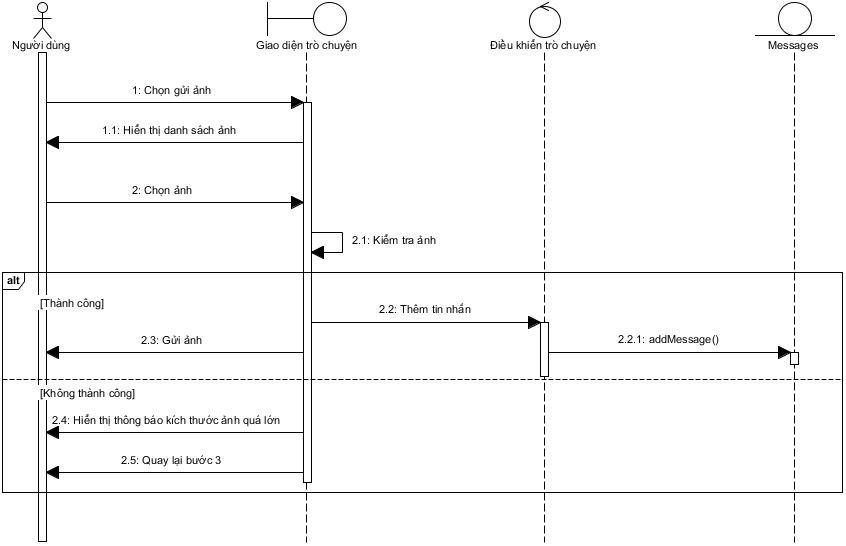 Người dùng
Giao diện trò chuyện
Điều khiển trò chuyện
Messages
1: Chọn gửi ảnh
1.1: Hiển thị danh sách ảnh
2: Chọn ảnh
2.1: Kiểm tra ảnh
alt
[Thành công]
2.2: Thêm tin nhắn
2.3: Gửi ảnh
2.2.1: addMessage()
[Không thành công]
2.4: Hiển thị thông báo kích thước ảnh quá lớn
2.5: Quay lại bước 3